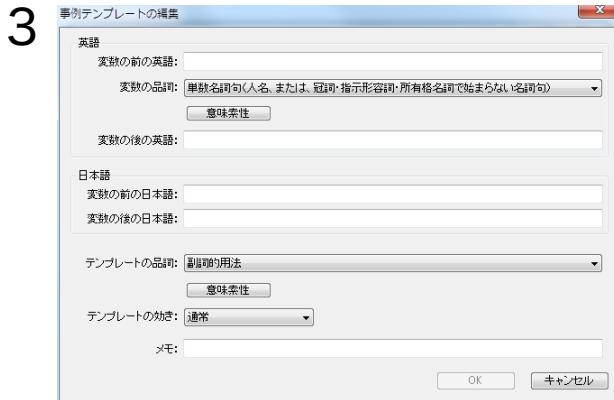 3
事例テンプレートの編集
英語
変数の前の英語:
変数の品詞: 単数名詞句(人名、または、冠詞・指示形容詞・所有格名詞で始まらない名詞句)
意味素性
変数の後の英語:
日本語
変数の前の日本語:
変数の後の日本語:
テンプレートの品詞: 副詞的用法
意味素性
テンプレートの効き: 通常
メモ:
OK キャンセル